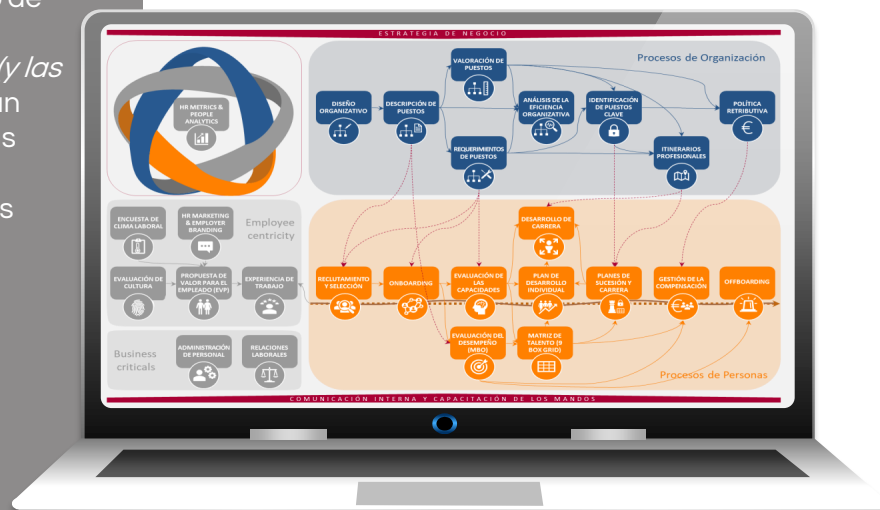 de
(y las
ESTRATEGIA DE NEGOCIO
HR METRICS &
PEOPLE
ANALYTICS
Procesos de Organización
VALORACIÓN DE
PUESTOS
DISEÑO
ORGANIZATIVO
DESCRIPCIÓN DE
PUESTOS
ANÁLISIS DE LA
EFICIENCIA
ORGANIZATIVA
IDENTIFICACIÓN
DE PUESTOS
CLAVE
POLÍTICA
RETRIBUTIVA
REQUERIMIENTOS
DE PUESTOS
ITINERARIOS
PROFESIONALES
ENCUESTA DE
CLIMA LABORAL
HR MARKETING
& EMPLOYER
BRANDING
Employee
centricity
EVALUACIÓN DE
CULTURA
PROPUESTA DE
VALOR PARA EL
EMPLEADO (EVP)
EXPERIENCIA DE
TRABAJO
Business
criticals
ADMINISTRACIÓN
DE PERSONAL
RELACIONES
LABORALES
DESARROLLO DE
CARRERA
RECLUTAMIENTO
Y SELECCIÓN
ONBOARDING
EVALUACIÓN DE
LAS
CAPACIDADES
PLAN DE
DESARROLLO
INDIVIDUAL
PLANES DE
SUCESIÓN Y
CARRERA
GESTIÓN DE LA
COMPENSACIÓN
OFFBOARDING
EVALUACIÓN DEL
DESEMPEÑO
(MBO)
MATRIZ DE
TALENTO (9
BOX GRID)
Procesos de Personas
COMUNICACIÓN INTERNA Y CAPACITACIÓN DE LOS MANDOS